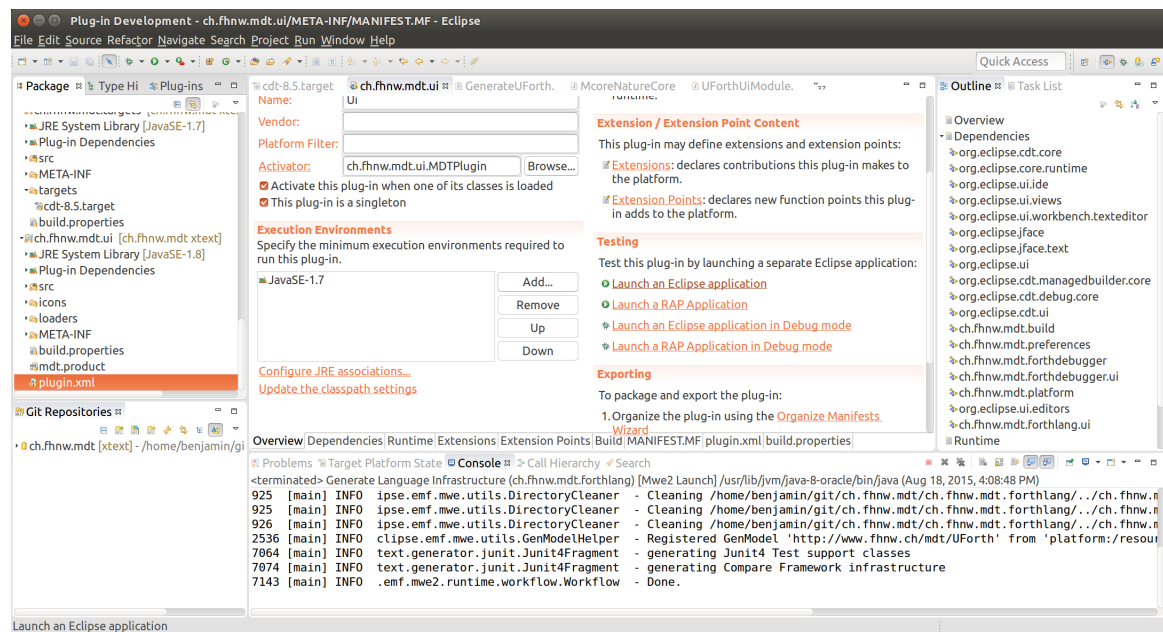 Plug-in Development - ch.fhnw.mdt.ui/META-INF/MANIFEST.MF - Eclipse
File Edit Source Refactor Navigate Search Project Run Window Help
Quick Access
Package Type Hi Plug-ins
JRE System Library [JavaSE-1.7]
Plug-in Dependencies
src
META-INF
targets
cdt-8.5.target
build.properties
ch.fhnw.mdt.ui [ch.fhnw.mdt xtext]
JRE System Library [JavaSE-1.8]
Plug-in Dependencies
src
icons
loaders
META-INF
build.properties
mdt.product
plugin.xml
Git Repositories
ch.fhnw.mdt [xtext] - /home/benjamin/gi
cdt-8.5.target ch.fhnw.mdt.ui GenerateUForth. McoreNatureCore UForthUiModule. "27
Name: UI
Vendor:
Platform Filter:
Activator: ch.fhnw.mdt.ui.MDTPlugin Browse...
Activate this plug-in when one of its classes is loaded
This plug-in is a singleton
Execution Environments
Specify the minimum execution environments required to
run this plug-in.
JavaSE-1.7
Add...
Remove
Up
Down
Configure JRE associations...
Update the classpath settings
runtime.
Extension / Extension Point Content
This plug-in may define extensions and extension points:
Extensions: declares contributions this plug-in makes to
the platform.
Extension Points: declares new function points this plug-
in adds to the platform.
Testing
Test this plug-in by launching a separate Eclipse application:
Launch an Eclipse application
Launch a RAP Application
Launch an Eclipse application in Debug mode
Launch a RAP Application in Debug mode
Exporting
To package and export the plug-in:
1. Organize the plug-in using the Organize Manifests
Wizard
Overview Dependencies Runtime Extensions Extension Points Build MANIFEST.MF plugin.xml build.properties
Outline Task List
Overview
Dependencies
org.eclipse.cdt.core
org.eclipse.core.runtime
org.eclipse.ui.ide
org.eclipse.ui.views
org.eclipse.ui.workbench.texteditor
org.eclipse.jface
org.eclipse.jface.text
org.eclipse.ui
org.eclipse.cdt.managedbuilder.core
org.eclipse.cdt.debug.core
org.eclipse.cdt.ui
ch.fhnw.mdt.build
ch.fhnw.mdt.preferences
ch.fhnw.mdt.forthdebugger
ch.fhnw.mdt.forthdebugger.ui
ch.fhnw.mdt.platform
org.eclipse.ui.editors
ch.fhnw.mdt.forthlang.ui
Runtime
Problems Target Platform State Console Call Hierarchy Search
<terminated> Generate Language Infrastructure (ch.fhnw.mdt.forthlang) [Mwe2 Launch] /usr/lib/jvm/java-8-oracle/bin/java (Aug 18, 2015, 4:08:48 PM)
925 [main] INFO ipse.emf.mwe.utils.DirectoryCleaner - Cleaning /home/benjamin/git/ch.fhnw.mdt/ch.fhnw.mdt.forthlang/../ch.fhnw.m
925 [main] INFO ipse.emf.mwe.utils.DirectoryCleaner - Cleaning /home/benjamin/git/ch.fhnw.mdt/ch.fhnw.mdt.forthlang/../ch.fhnw.m
926 [main] INFO ipse.emf.mwe.utils.DirectoryCleaner - Cleaning /home/benjamin/git/ch.fhnw.mdt/ch.fhnw.mdt.forthlang/../ch.fhnw.m
2536 [main] INFO clipse.emf.mwe.utils.GenModelHelper - Registered GenModel 'http://www.fhnw.ch/mdt/UForth' from 'platform:/resour
7064 [main] INFO text.generator.junit.Junit4Fragment - generating Junit4 Test support classes
7074 [main] INFO text.generator.junit.Junit4Fragment - generating Compare Framework infrastructure
7143 [main] INFO .emf.mwe2.runtime.workflow.Workflow - Done.
Launch an Eclipse application